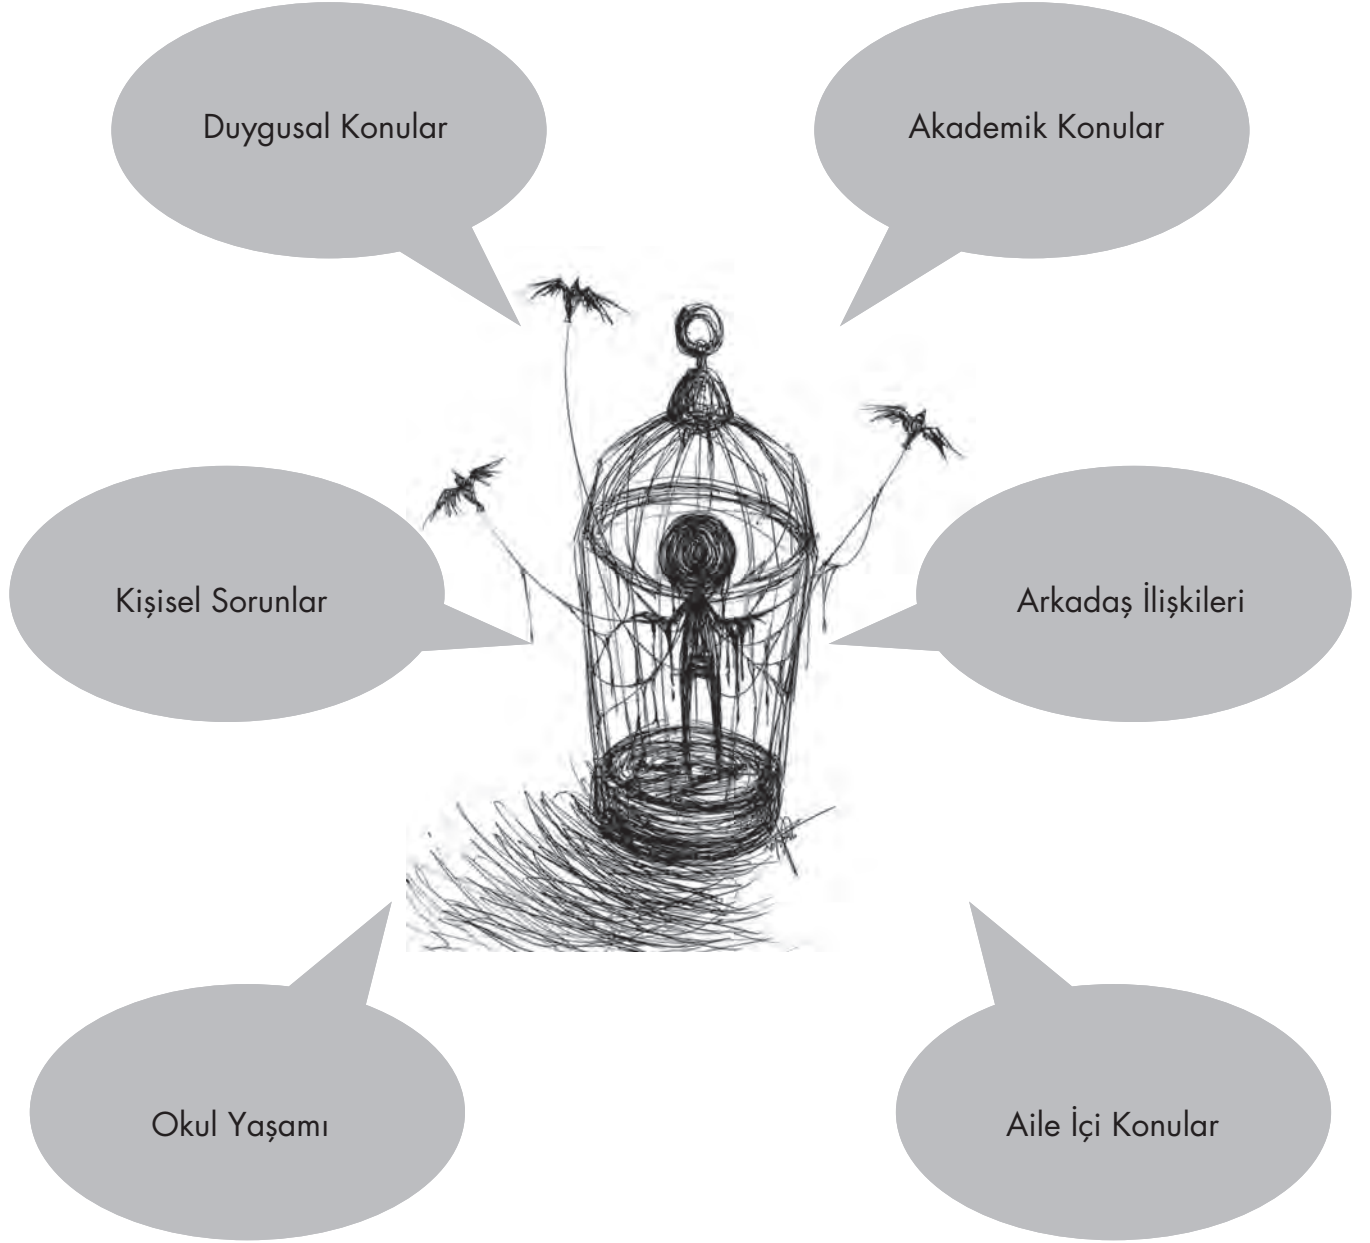 Duygusal Konular
Akademik Konular
Kişisel Sorunlar
Arkadaş İlişkileri
Okul Yaşamı
Aile İçi Konular